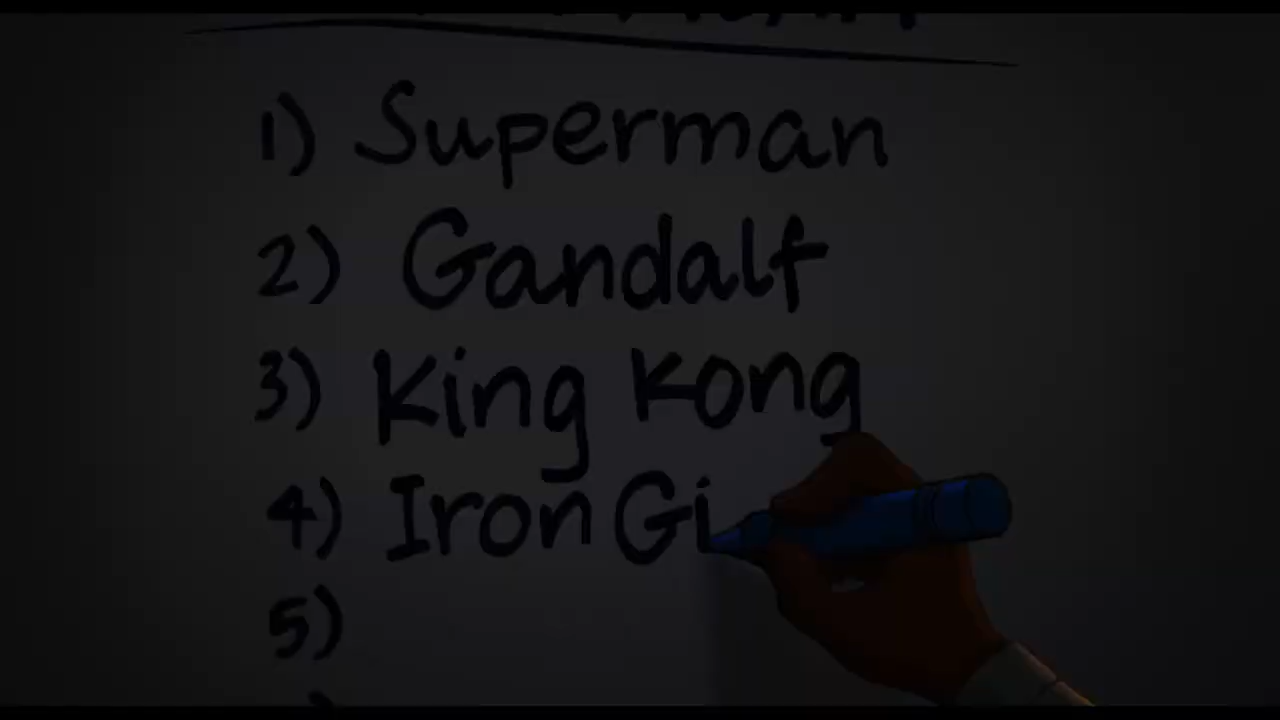 1) Superman
2) Gandalf
3) King Kong
4) Iron Gi
5)